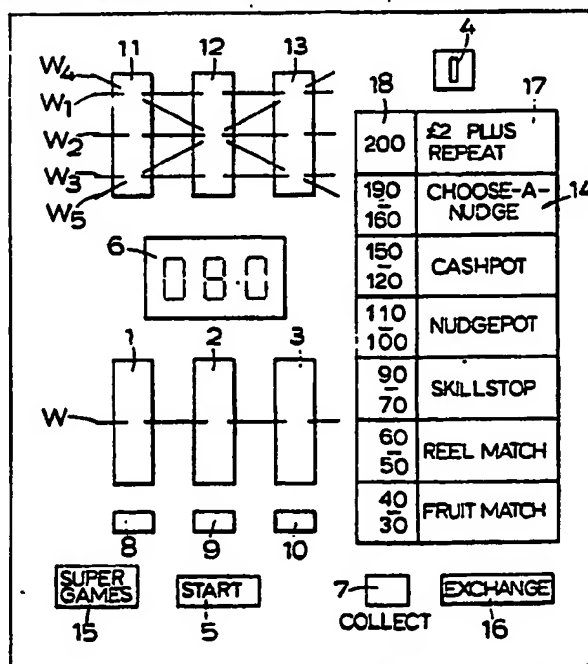 11 12 13
4
W4
W1
W2
W3
W5
18 17
200 £2 PLUS REPEAT
190 – 160 CHOOSE-A-NUDGE 14
150 – 120 CASHPOT
110 – 100 NUDGEPOT
90 – 70 SKILLSTOP
60 – 50 REEL MATCH
40 – 30 FRUIT MATCH
6
08.0
1 2 3
W
8 9 10
SUPER GAMES
15
START
5
7
COLLECT
EXCHANGE
16